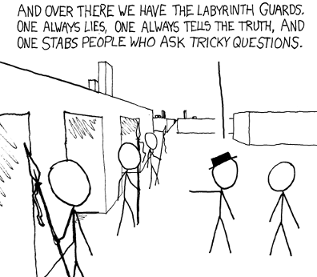 AND OVER THERE WE HAVE THE LABYRINTH GUARDS.
ONE ALWAYS LIES, ONE ALWAYS TELLS THE TRUTH, AND
ONE STABS PEOPLE WHO ASK TRICKY QUESTIONS.